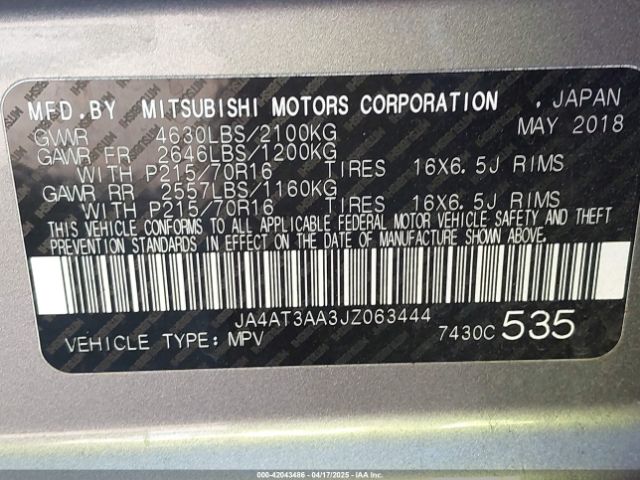 MFD.BY MITSUBISHI MOTORS CORPORATION . JAPAN
GVWR 4630LBS/2100KG MAY 2018
GAWR FR 2646LBS/1200KG
WITH P215/70R16 TIRES 16X6.5J RIMS
GAWR RR 2557LBS/1160KG
WITH P215/70R16 TIRES 16X6.5J RIMS
THIS VEHICLE CONFORMS TO ALL APPLICABLE FEDERAL MOTOR VEHICLE SAFETY AND THEFT
PREVENTION STANDARDS IN EFFECT ON THE DATE OF MANUFACTURE SHOWN ABOVE.
JA4AT3AA3JZ063444
VEHICLE TYPE: MPV 7430C 535
000-42043486 - 04/17/2025 - IAAI.COM